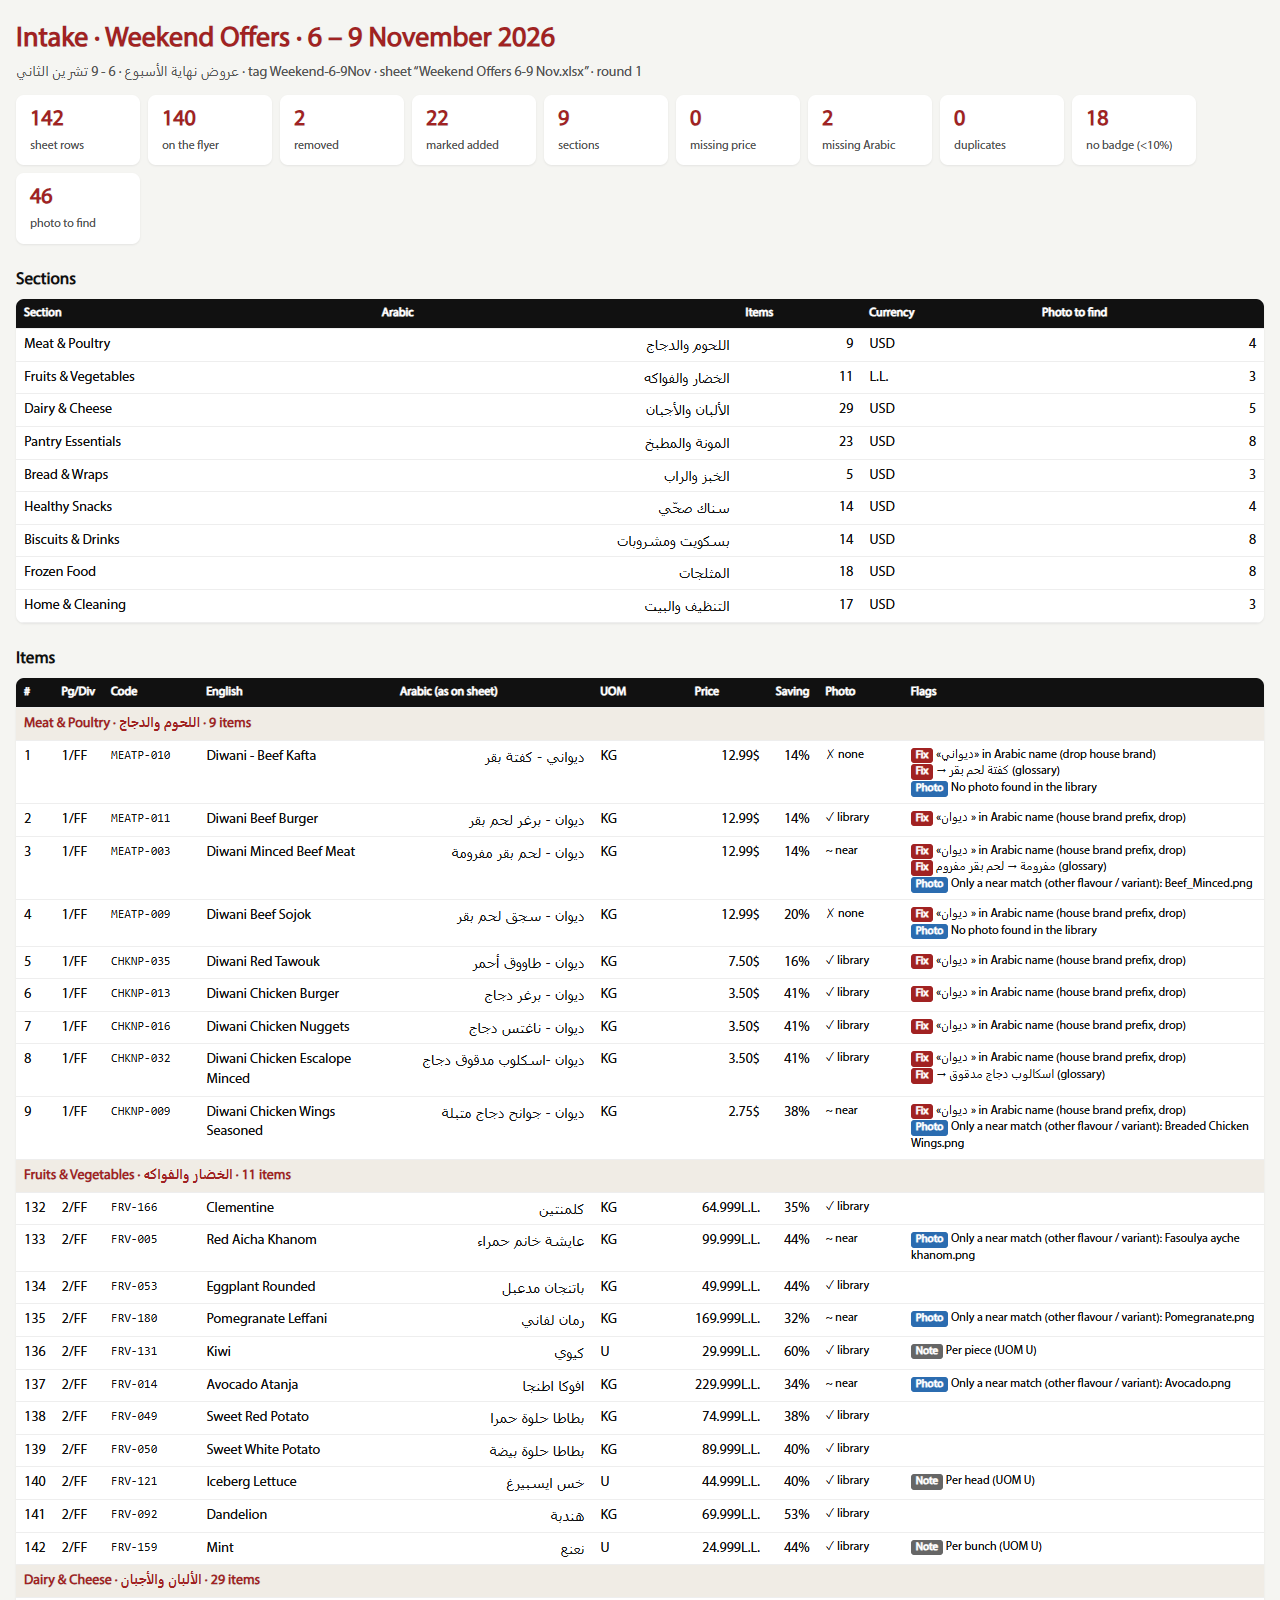 Intake · Weekend Offers · 6 – 9 November 2026
عروض نهاية الأسبوع · 6 - 9 تشرين الثاني · tag Weekend-6-9Nov · sheet “Weekend Offers 6-9 Nov.xlsx” · round 1
142 140 2 22 9 0 2 0 18
sheet rows on the flyer removed marked added sections missing price missing Arabic duplicates no badge (<10%)
46
photo to find
Sections
Section Arabic Items Currency Photo to find
Meat & Poultry اللحوم والدجاج 9 USD 4
Fruits & Vegetables الخضار والفواكه 11 L.L. 3
Dairy & Cheese الألبان والأجبان 29 USD 5
Pantry Essentials المونة والمطبخ 23 USD 8
Bread & Wraps الخبز والراب 5 USD 3
Healthy Snacks سناك صحّي 14 USD 4
Biscuits & Drinks بسكويت ومشروبات 14 USD 8
Frozen Food المثلجات 18 USD 8
Home & Cleaning التنظيف والبيت 17 USD 3
Items
# Pg/Div Code English Arabic (as on sheet) UOM Price Saving Photo Flags
Meat & Poultry · اللحوم والدجاج · 9 items
1 1/FF MEATP-010 Diwani - Beef Kafta ديواني - كفتة بقر KG 12.99$ 14% ✗ none Fix «ديواني» in Arabic name (drop house brand)
Fix → كفتة لحم بقر (glossary)
Photo No photo found in the library
2 1/FF MEATP-011 Diwani Beef Burger ديوان - برغر لحم بقر KG 12.99$ 14% ✓ library Fix «ديوان » in Arabic name (house brand prefix, drop)
3 1/FF MEATP-003 Diwani Minced Beef Meat ديوان - لحم بقر مفرومة KG 12.99$ 14% ~ near Fix «ديوان » in Arabic name (house brand prefix, drop)
Fix مفرومة → لحم بقر مفروم (glossary)
Photo Only a near match (other flavour / variant): Beef_Minced.png
4 1/FF MEATP-009 Diwani Beef Sojok ديوان - سجق لحم بقر KG 12.99$ 20% ✗ none Fix «ديوان » in Arabic name (house brand prefix, drop)
Photo No photo found in the library
5 1/FF CHKNP-035 Diwani Red Tawouk ديوان - طاووق أحمر KG 7.50$ 16% ✓ library Fix «ديوان » in Arabic name (house brand prefix, drop)
6 1/FF CHKNP-013 Diwani Chicken Burger ديوان - برغر دجاج KG 3.50$ 41% ✓ library Fix «ديوان » in Arabic name (house brand prefix, drop)
7 1/FF CHKNP-016 Diwani Chicken Nuggets ديوان - ناغتس دجاج KG 3.50$ 41% ✓ library Fix «ديوان » in Arabic name (house brand prefix, drop)
8 1/FF CHKNP-032 Diwani Chicken Escalope ديوان -اسكلوب مدقوق دجاج KG 3.50$ 41% ✓ library Fix «ديوان » in Arabic name (house brand prefix, drop)
Minced Fix → اسكالوب دجاج مدقوق (glossary)
9 1/FF CHKNP-009 Diwani Chicken Wings ديوان - جوانح دجاج متبلة KG 2.75$ 38% ~ near Fix «ديوان » in Arabic name (house brand prefix, drop)
Seasoned Photo Only a near match (other flavour / variant): Breaded Chicken
Wings.png
Fruits & Vegetables · الخضار والفواكه · 11 items
132 2/FF FRV-166 Clementine كلمنتين KG 64.999L.L. 35% ✓ library
133 2/FF FRV-005 Red Aicha Khanom عايشة خانم حمراء KG 99.999L.L. 44% ~ near Photo Only a near match (other flavour / variant): Fasoulya ayche
khanom.png
134 2/FF FRV-053 Eggplant Rounded باتنجان مدعبل KG 49.999L.L. 44% ✓ library
135 2/FF FRV-180 Pomegranate Leffani رمان لفاني KG 169.999L.L. 32% ~ near Photo Only a near match (other flavour / variant): Pomegranate.png
136 2/FF FRV-131 Kiwi كيوي U 29.999L.L. 60% ✓ library Note Per piece (UOM U)
137 2/FF FRV-014 Avocado Atanja افوكا اطنجا KG 229.999L.L. 34% ~ near Photo Only a near match (other flavour / variant): Avocado.png
138 2/FF FRV-049 Sweet Red Potato بطاطا حلوة حمرا KG 74.999L.L. 38% ✓ library
139 2/FF FRV-050 Sweet White Potato بطاطا حلوة بيضة KG 89.999L.L. 40% ✓ library
140 2/FF FRV-121 Iceberg Lettuce خس ايسبيرغ U 44.999L.L. 40% ✓ library Note Per head (UOM U)
141 2/FF FRV-092 Dandelion هندبة KG 69.999L.L. 53% ✓ library
142 2/FF FRV-159 Mint نعنع U 24.999L.L. 44% ✓ library Note Per bunch (UOM U)
Dairy & Cheese · الألبان والأجبان · 29 items